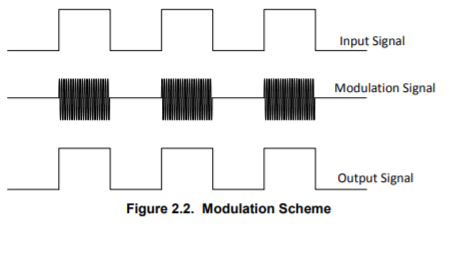 Input Signal
Modulation Signal
Output Signal
Figure 2.2. Modulation Scheme